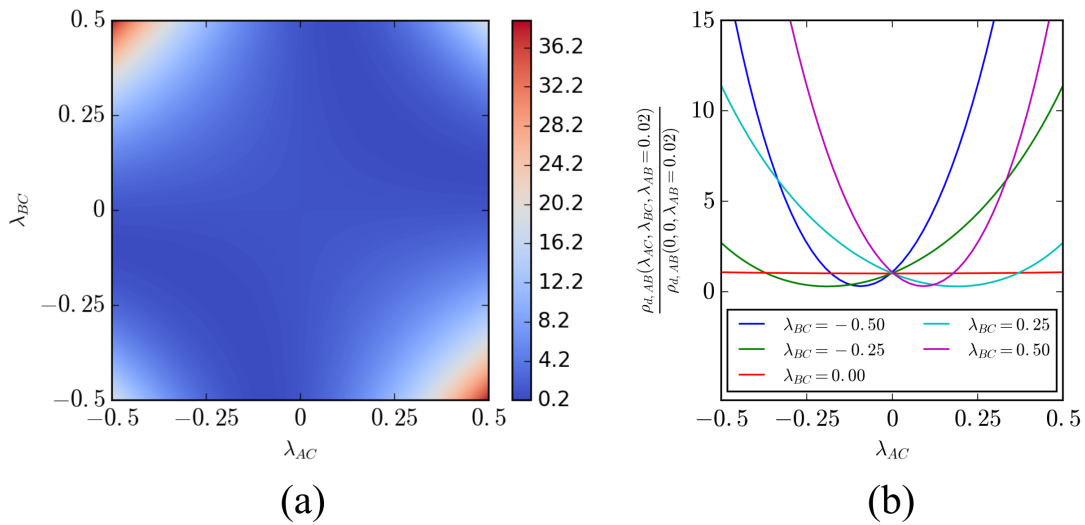 0.5
0.25
0
−0.25
−0.5
λ_BC
−0.5
−0.25
0
0.25
0.5
λ_AC
36.2
32.2
28.2
24.2
20.2
16.2
12.2
8.2
4.2
0.2
(a)
15
10
5
0
ρ_{d,AB}(λ_AC, λ_BC, λ_AB = 0.02)
ρ_{d,AB}(0, 0, λ_AB = 0.02)
λ_BC = −0.50
λ_BC = −0.25
λ_BC = 0.00
λ_BC = 0.25
λ_BC = 0.50
−0.5
−0.25
0
0.25
0.5
λ_AC
(b)